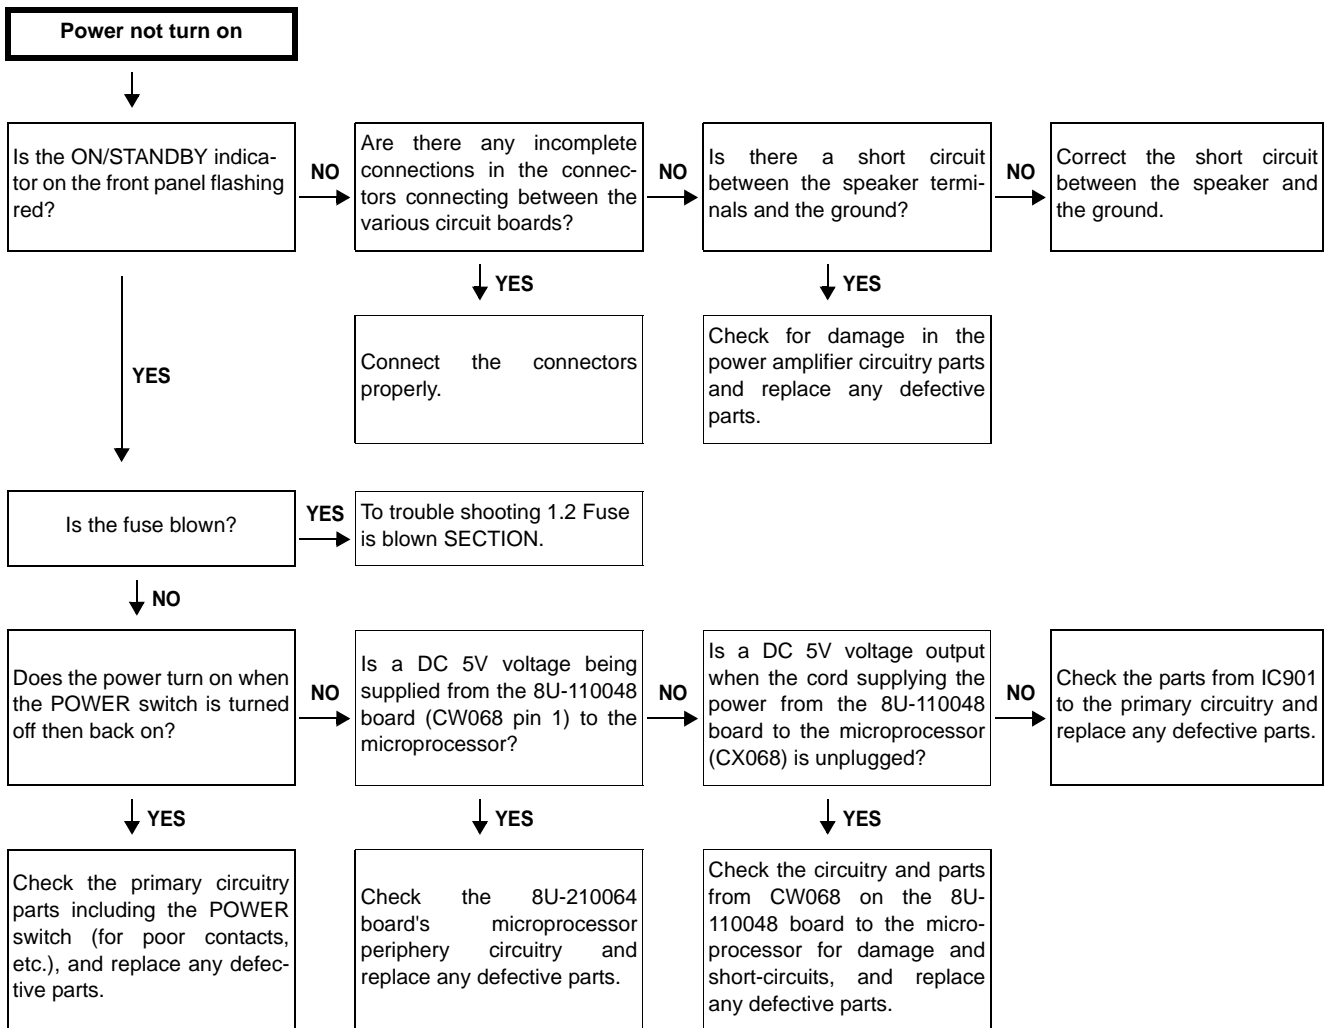 Power not turn on
Is the ON/STANDBY indica-
tor on the front panel flashing
red?
NO
Are there any incomplete
connections in the connec-
tors connecting between the
various circuit boards?
NO
Is there a short circuit
between the speaker termi-
nals and the ground?
NO
Correct the short circuit
between the speaker and
the ground.
YES
YES
YES
Connect the connectors
properly.
Check for damage in the
power amplifier circuitry parts
and replace any defective
parts.
Is the fuse blown?
YES
To trouble shooting 1.2 Fuse
is blown SECTION.
NO
Does the power turn on when
the POWER switch is turned
off then back on?
NO
Is a DC 5V voltage being
supplied from the 8U-110048
board (CW068 pin 1) to the
microprocessor?
NO
Is a DC 5V voltage output
when the cord supplying the
power from the 8U-110048
board to the microprocessor
(CX068) is unplugged?
NO
Check the parts from IC901
to the primary circuitry and
replace any defective parts.
YES
YES
YES
Check the primary circuitry
parts including the POWER
switch (for poor contacts,
etc.), and replace any defec-
tive parts.
Check the 8U-210064
board's microprocessor
periphery circuitry and
replace any defective parts.
Check the circuitry and parts
from CW068 on the 8U-
110048 board to the micro-
processor for damage and
short-circuits, and replace
any defective parts.